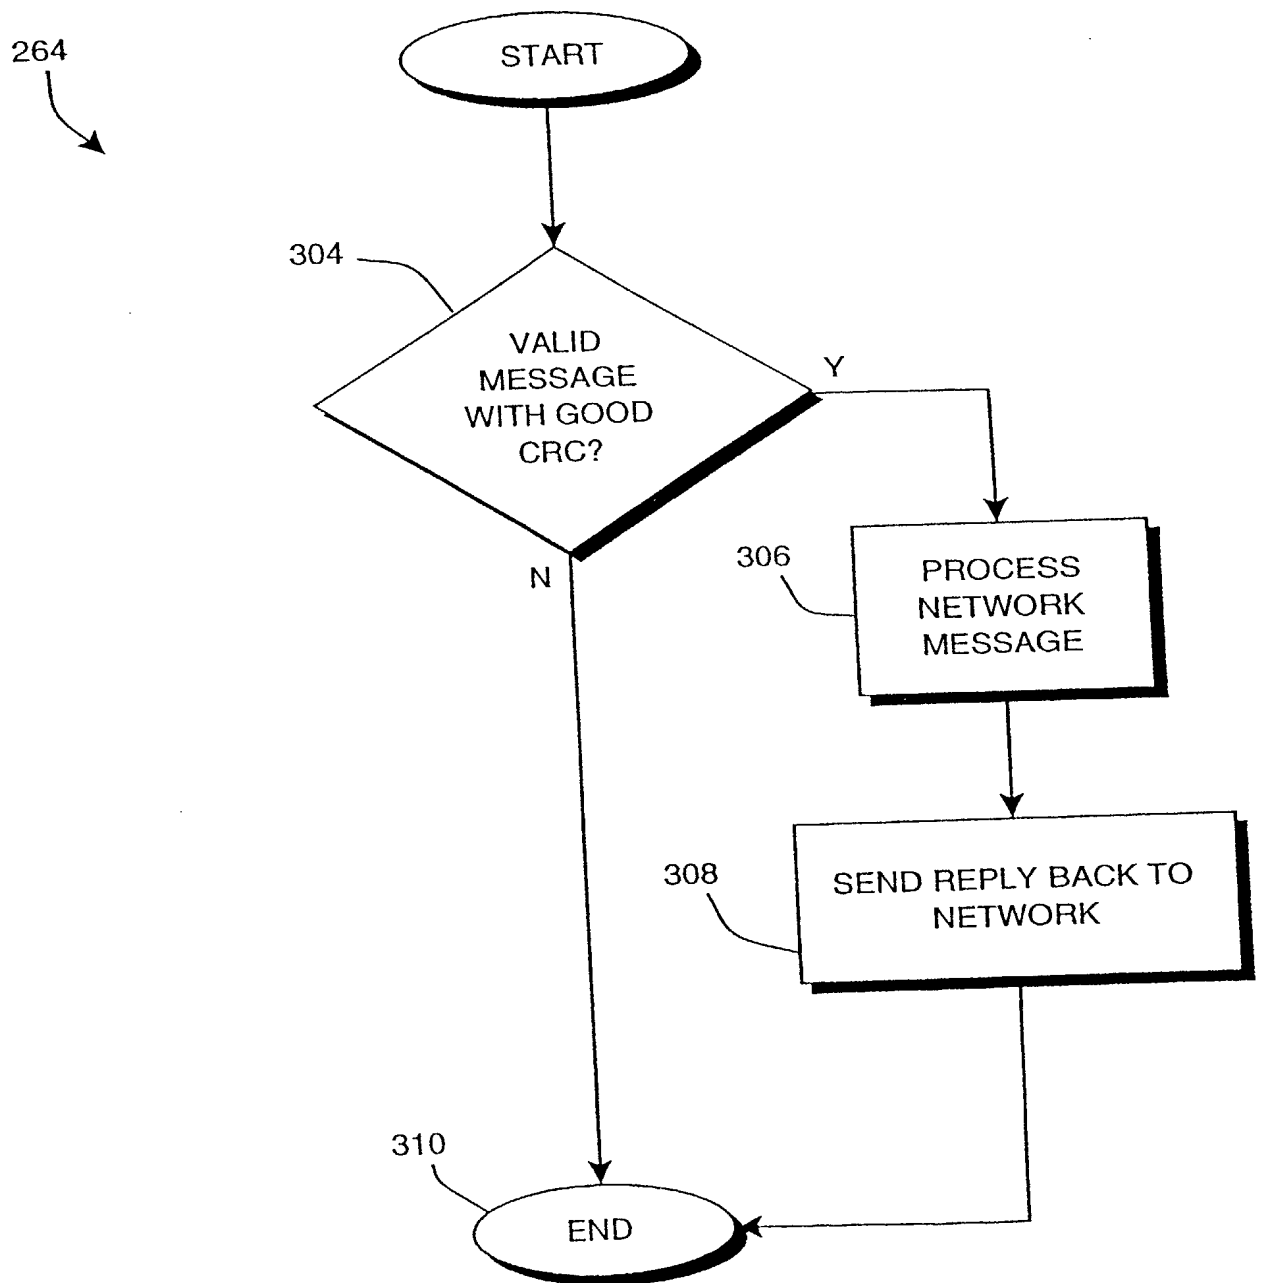 264
START
304
VALID
MESSAGE
WITH GOOD
CRC?
Y
N
306
PROCESS
NETWORK
MESSAGE
308
SEND REPLY BACK TO
NETWORK
310
END